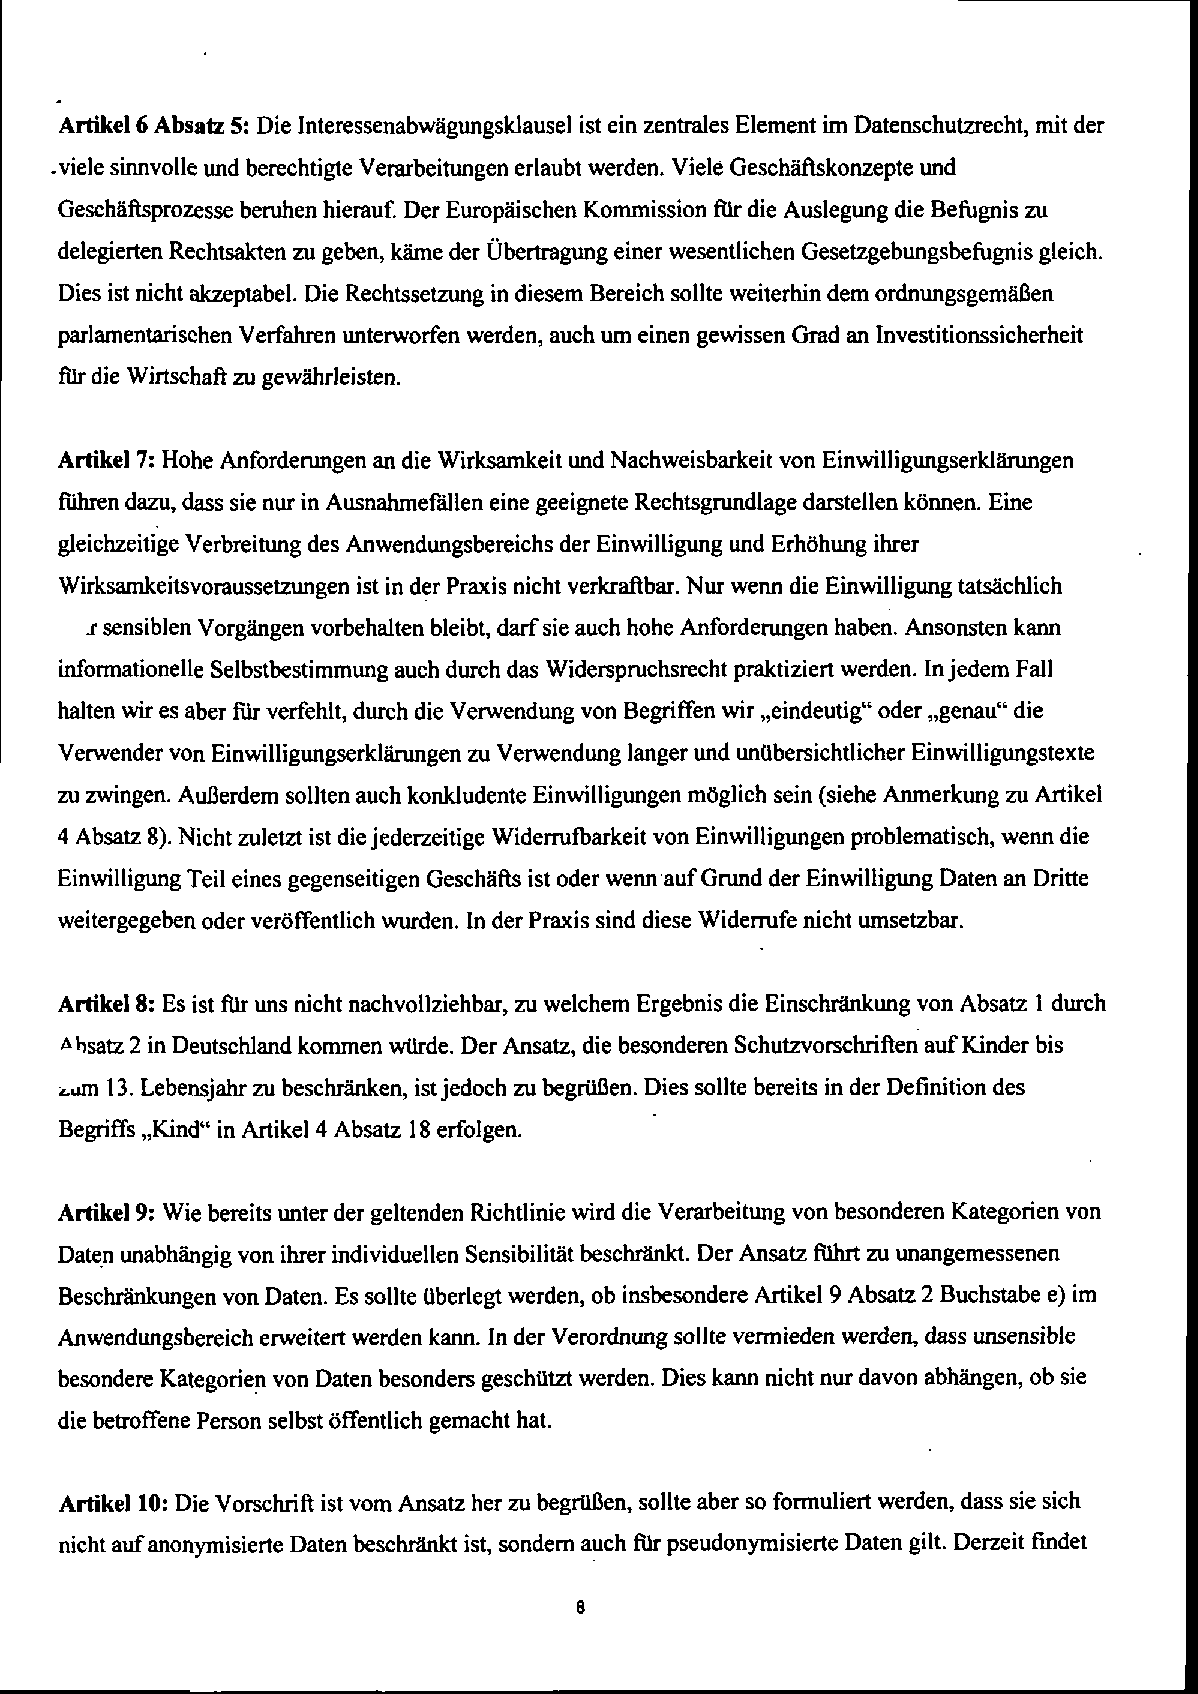 Artikel 6 Absatz 5: Die Interessenabwägungsklausel ist ein zentrales Element im Datenschutzrecht, mit der
viele sinnvolle und berechtigte Verarbeitungen erlaubt werden. Viele Geschäftskonzepte und
Geschäftsprozesse beruhen hierauf. Der Europäischen Kommission für die Auslegung die Befugnis zu
delegierten Rechtsakten zu geben, käme der Übertragung einer wesentlichen Gesetzgebungsbefugnis gleich.
Dies ist nicht akzeptabel. Die Rechtssetzung in diesem Bereich sollte weiterhin dem ordnungsgemäßen
parlamentarischen Verfahren unterworfen werden, auch um einen gewissen Grad an Investitionssicherheit
für die Wirtschaft zu gewährleisten.
Artikel 7: Hohe Anforderungen an die Wirksamkeit und Nachweisbarkeit von Einwilligungserklärungen
führen dazu, dass sie nur in Ausnahmefällen eine geeignete Rechtsgrundlage darstellen können. Eine
gleichzeitige Verbreitung des Anwendungsbereichs der Einwilligung und Erhöhung ihrer
Wirksamkeitsvoraussetzungen ist in der Praxis nicht verkraftbar. Nur wenn die Einwilligung tatsächlich
sensiblen Vorgängen vorbehalten bleibt, darf sie auch hohe Anforderungen haben. Ansonsten kann
informationelle Selbstbestimmung auch durch das Widerspruchsrecht praktiziert werden. In jedem Fall
halten wir es aber für verfehlt, durch die Verwendung von Begriffen wir „eindeutig“ oder „genau“ die
Verwender von Einwilligungserklärungen zu Verwendung langer und unübersichtlicher Einwilligungstexte
zu zwingen. Außerdem sollten auch konkludente Einwilligungen möglich sein (siehe Anmerkung zu Artikel
4 Absatz 8). Nicht zuletzt ist die jederzeitige Widerrufbarkeit von Einwilligungen problematisch, wenn die
Einwilligung Teil eines gegenseitigen Geschäfts ist oder wenn auf Grund der Einwilligung Daten an Dritte
weitergegeben oder veröffentlich wurden. In der Praxis sind diese Widerrufe nicht umsetzbar.
Artikel 8: Es ist für uns nicht nachvollziehbar, zu welchem Ergebnis die Einschränkung von Absatz 1 durch
Absatz 2 in Deutschland kommen würde. Der Ansatz, die besonderen Schutzvorschriften auf Kinder bis
zum 13. Lebensjahr zu beschränken, ist jedoch zu begrüßen. Dies sollte bereits in der Definition des
Begriffs „Kind“ in Artikel 4 Absatz 18 erfolgen.
Artikel 9: Wie bereits unter der geltenden Richtlinie wird die Verarbeitung von besonderen Kategorien von
Daten unabhängig von ihrer individuellen Sensibilität beschränkt. Der Ansatz führt zu unangemessenen
Beschränkungen von Daten. Es sollte überlegt werden, ob insbesondere Artikel 9 Absatz 2 Buchstabe e) im
Anwendungsbereich erweitert werden kann. In der Verordnung sollte vermieden werden, dass unsensible
besondere Kategorien von Daten besonders geschützt werden. Dies kann nicht nur davon abhängen, ob sie
die betroffene Person selbst öffentlich gemacht hat.
Artikel 10: Die Vorschrift ist vom Ansatz her zu begrüßen, sollte aber so formuliert werden, dass sie sich
nicht auf anonymisierte Daten beschränkt ist, sondern auch für pseudonymisierte Daten gilt. Derzeit findet
8